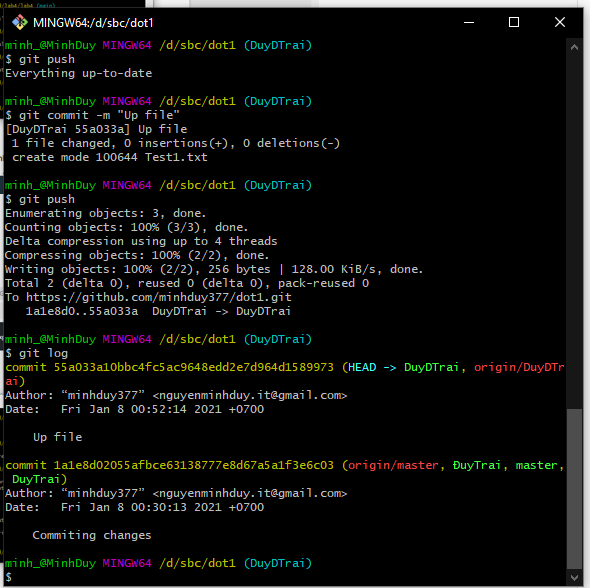 MINGW64:/d/sbc/dot1
minh_@MinhDuy MINGW64 /d/sbc/dot1 (DuyDTrai)
$ git push
Everything up-to-date
minh_@MinhDuy MINGW64 /d/sbc/dot1 (DuyDTrai)
$ git commit -m "Up file"
[DuyDTrai 55a033a] Up file
1 file changed, 0 insertions(+), 0 deletions(-)
create mode 100644 Test1.txt
minh_@MinhDuy MINGW64 /d/sbc/dot1 (DuyDTrai)
$ git push
Enumerating objects: 3, done.
Counting objects: 100% (3/3), done.
Delta compression using up to 4 threads
Compressing objects: 100% (2/2), done.
Writing objects: 100% (2/2), 256 bytes | 128.00 KiB/s, done.
Total 2 (delta 0), reused 0 (delta 0), pack-reused 0
To https://github.com/minhduy377/dot1.git
1a1e8d0..55a033a  DuyDTrai -> DuyDTrai
minh_@MinhDuy MINGW64 /d/sbc/dot1 (DuyDTrai)
$ git log
commit 55a033a10bbc4fc5ac9648edd2e7d964d1589973 (HEAD -> DuyDTrai, origin/DuyDTr
ai)
Author: “minhduy377” <nguyenminhduy.it@gmail.com>
Date:   Fri Jan 8 00:52:14 2021 +0700
Up file
commit 1a1e8d02055afbce63138777e8d67a5a1f3e6c03 (origin/master, ĐuyTrai, master,
DuyTrai)
Author: “minhduy377” <nguyenminhduy.it@gmail.com>
Date:   Fri Jan 8 00:30:13 2021 +0700
Commiting changes
minh_@MinhDuy MINGW64 /d/sbc/dot1 (DuyDTrai)
$